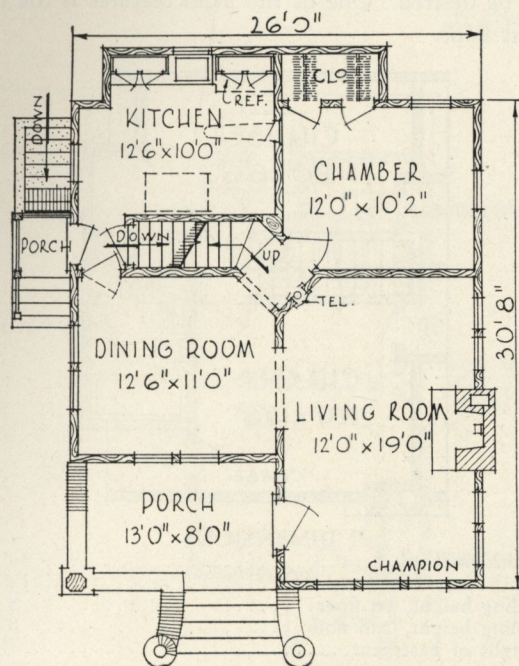 26'0"
CLO
REF.
KITCHEN
12'6"x10'0"
DOWN
CHAMBER
12'0" x 10'2"
PORCH
DOWN
UP
TEL.
30'8"
DINING ROOM
12'6"x11'0"
LIVING ROOM
12'0"x19'0"
PORCH
13'0"x8'0"
CHAMPION